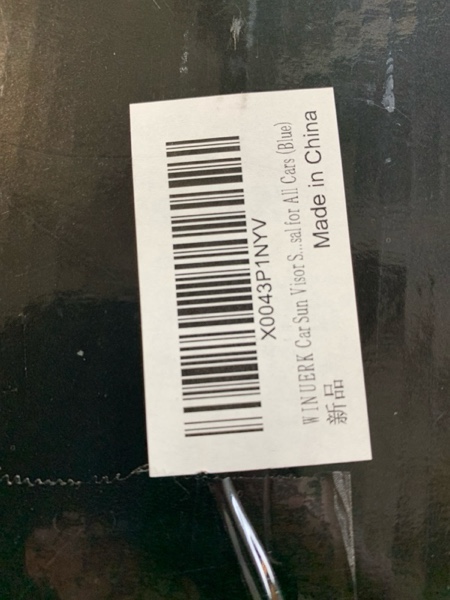 X0043P1NYV
WINUERK Car Sun Visor S...sal for All Cars (Blue)
新品
Made in China